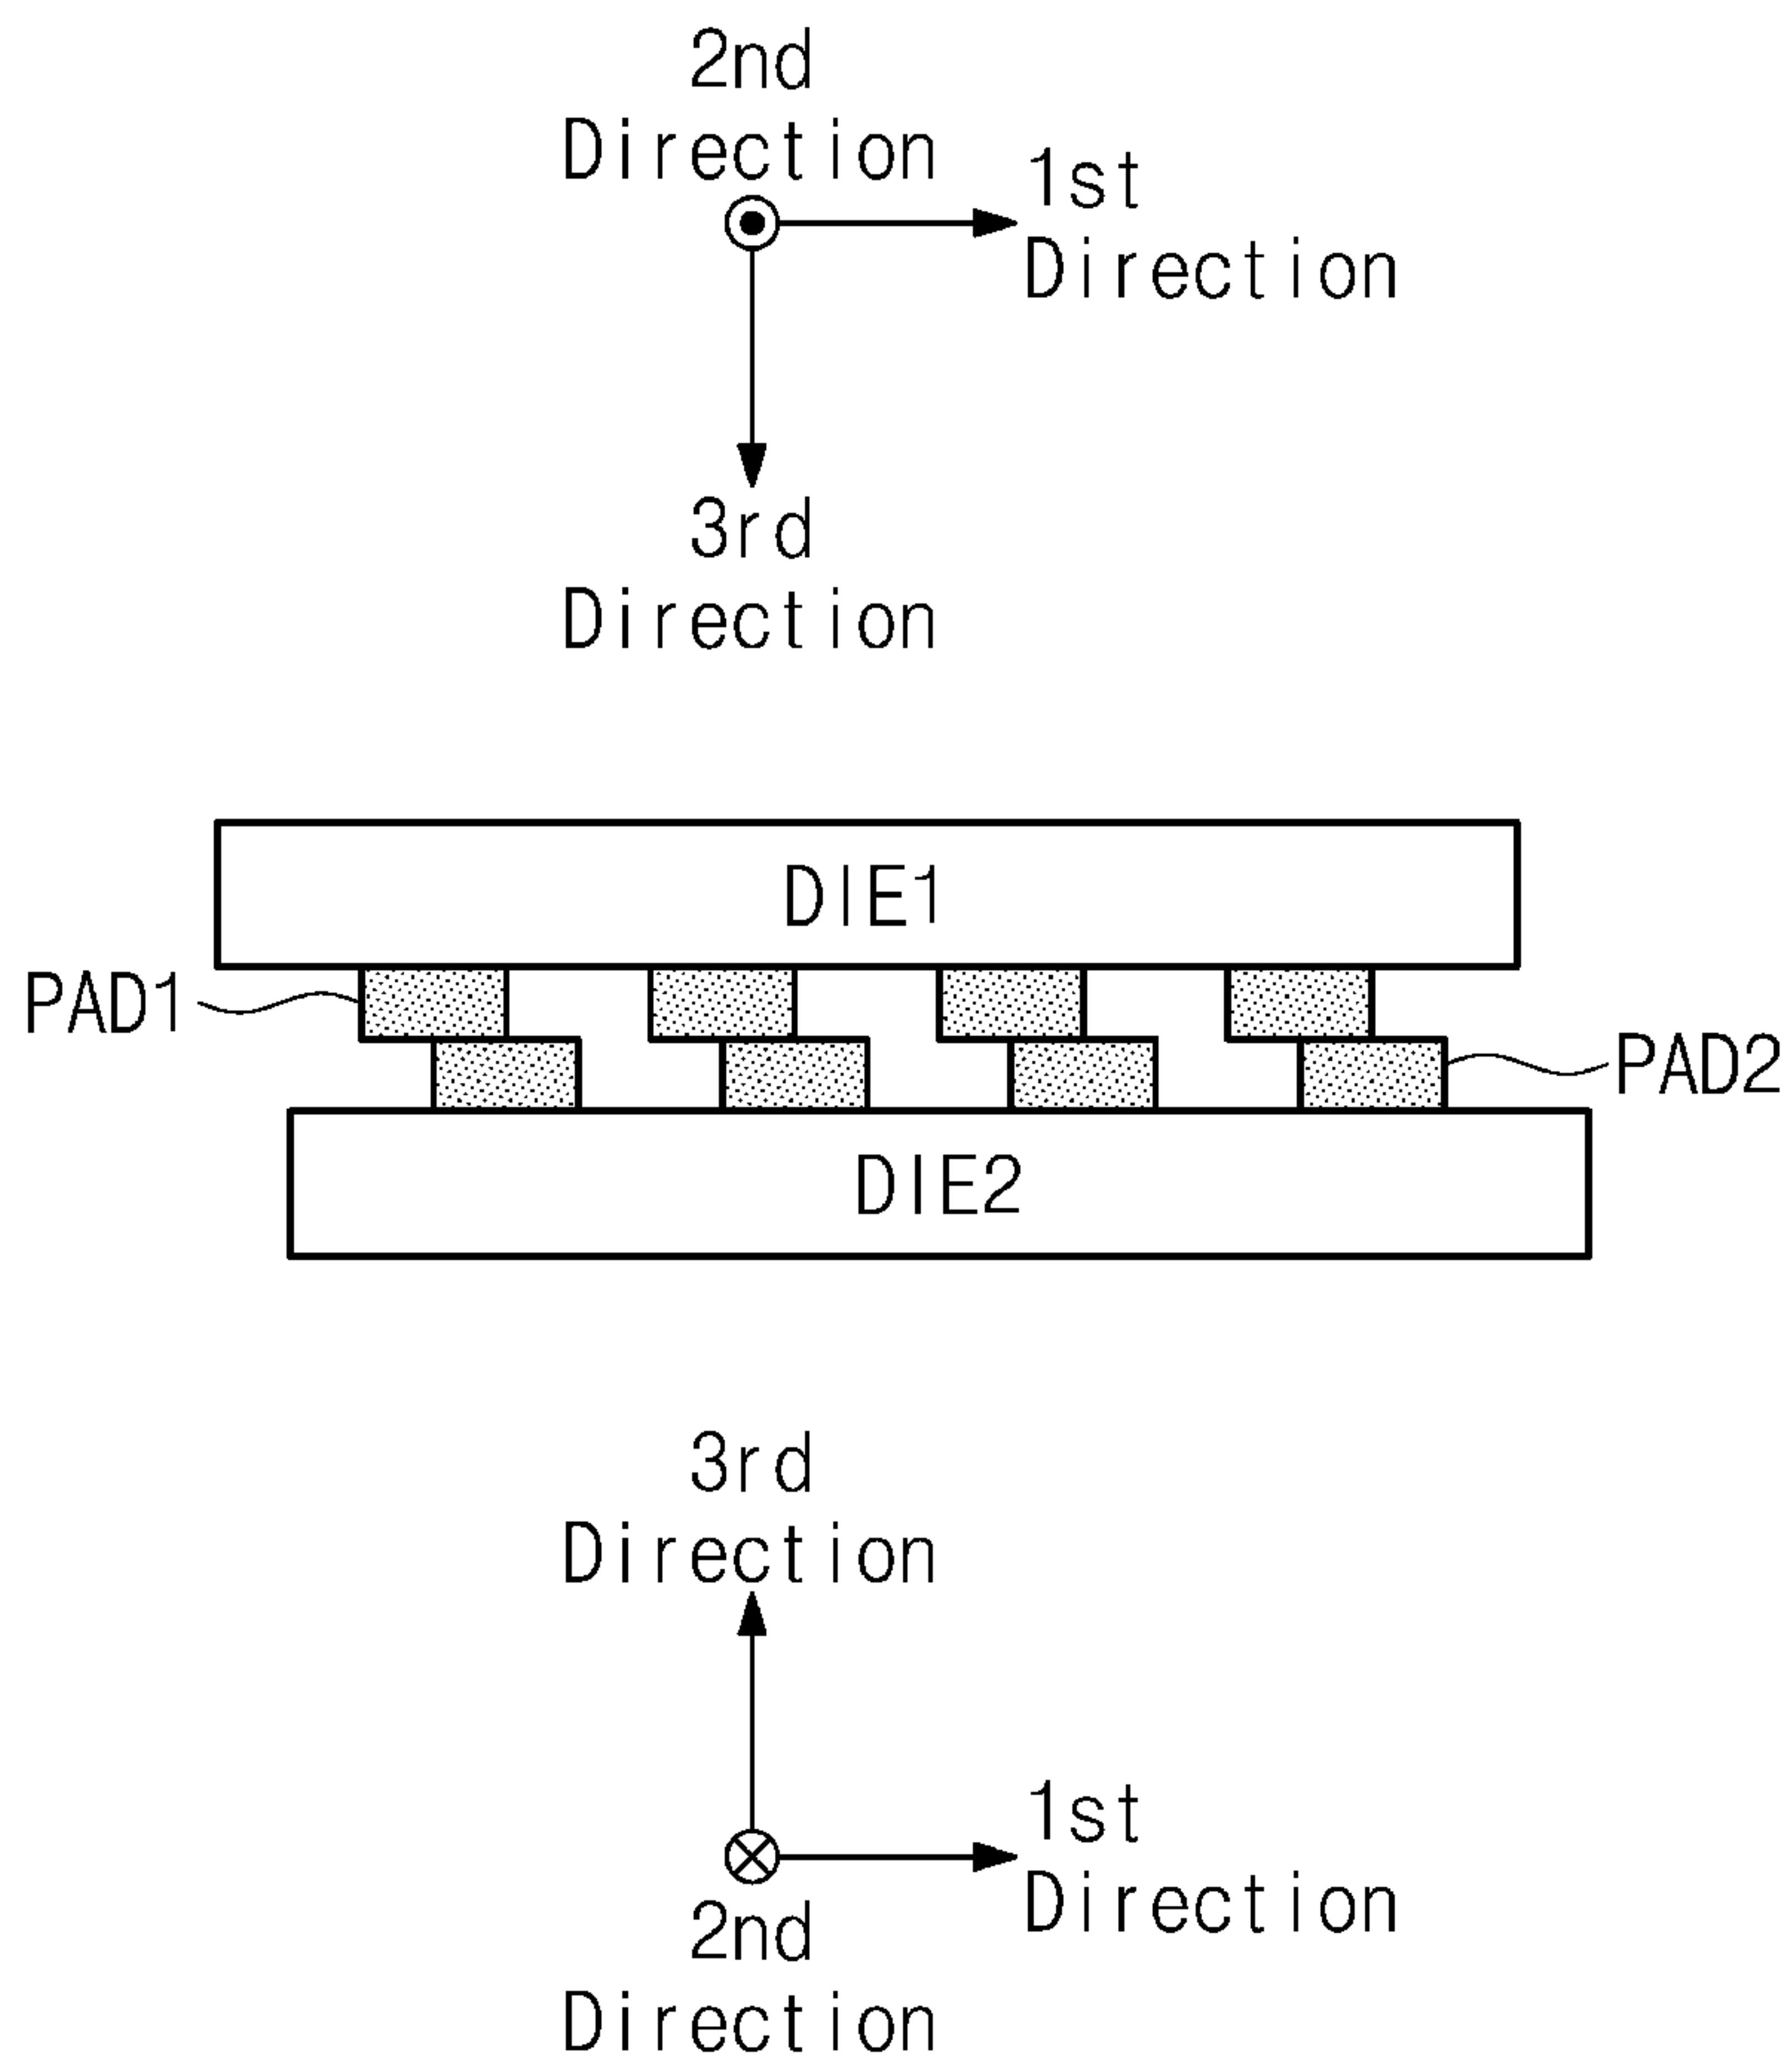 2nd
Direction
1st
Direction
3rd
Direction
DIE1
PAD1
PAD2
DIE2
3rd
Direction
1st
Direction
2nd
Direction